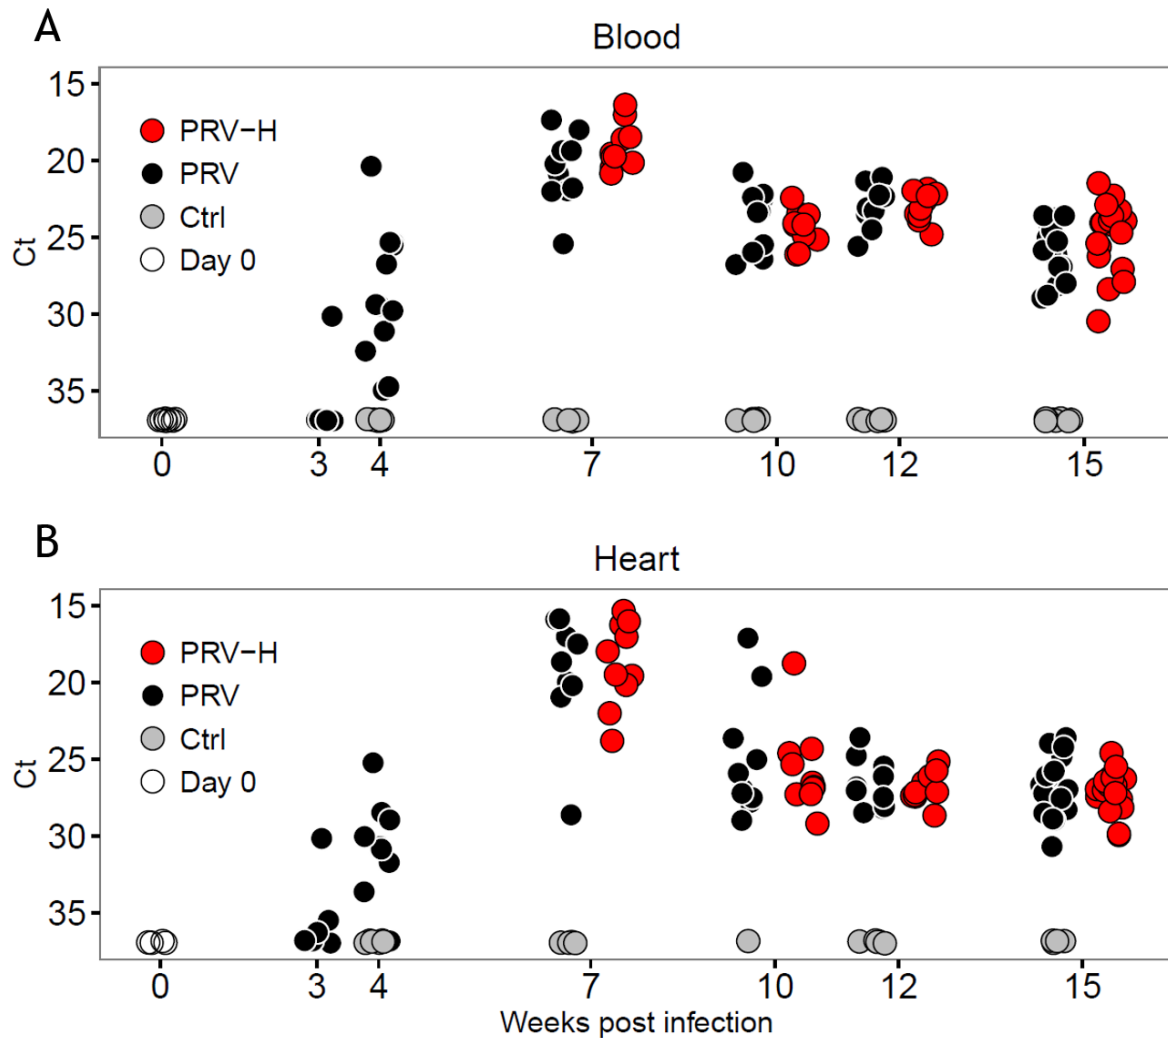 A
Blood
15
20
25
30
35
Ct
PRV-H
PRV
Ctrl
Day 0
0 3 4 7 10 12 15
B
Heart
15
20
25
30
35
Ct
PRV-H
PRV
Ctrl
Day 0
0 3 4 7 10 12 15
Weeks post infection